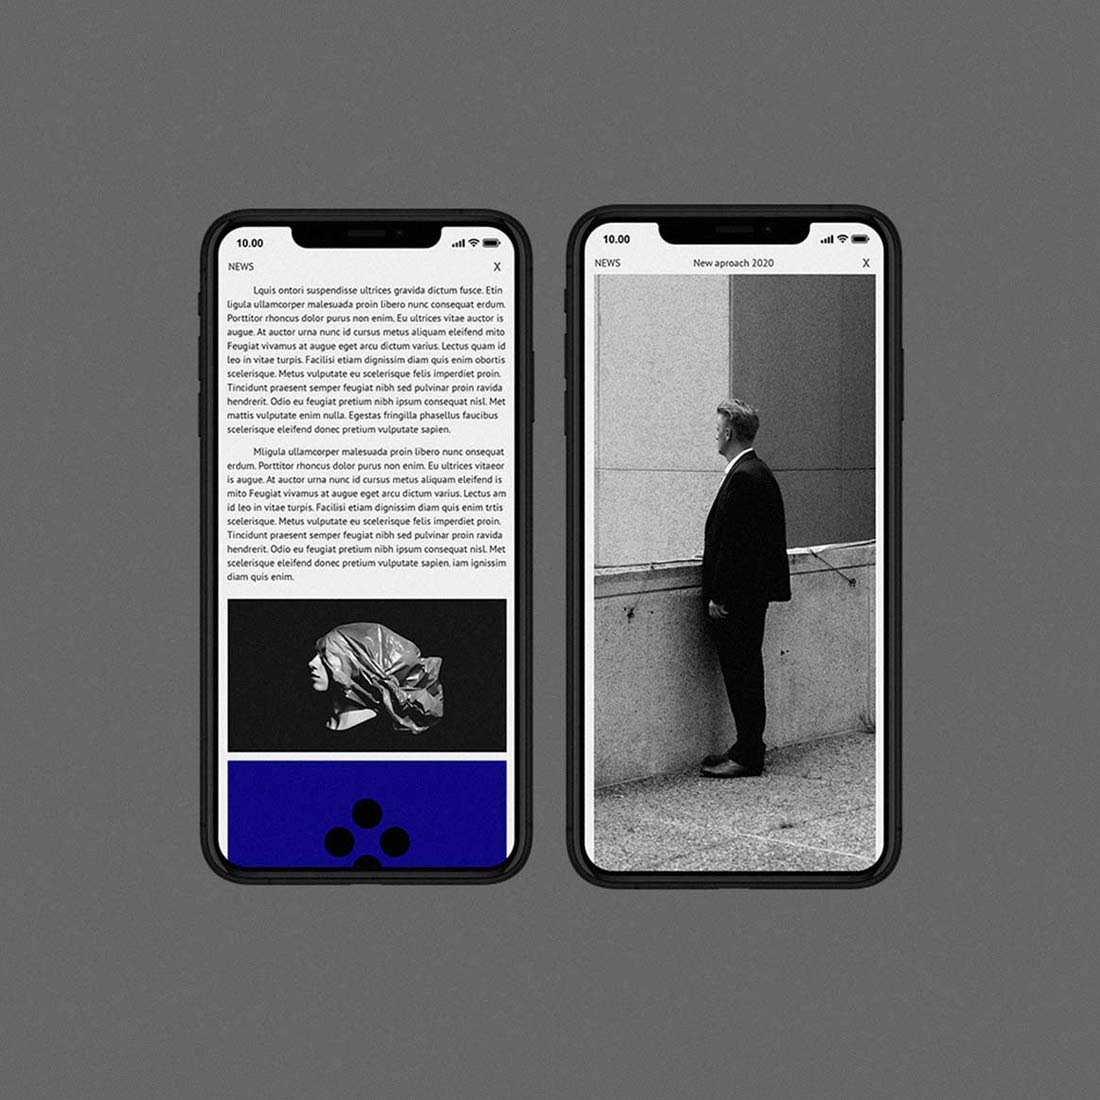 10.00
NEWS X
Lquis ontori suspendisse ultrices gravida dictum fusce. Etin
ligula ullamcorper malesuada proin libero nunc consequat erdum.
Porttitor rhoncus dolor purus non enim. Eu ultrices vitae auctor is
augue. At auctor urna nunc id cursus metus aliquam eleifend mito
Feugiat vivamus at augue eget arcu dictum varius. Lectus quam id
leo in vitae turpis. Facilisi etiam dignissim diam quis enim obortis
scelerisque. Metus vulputate eu scelerisque felis imperdiet proin.
Tincidunt praesent semper feugiat nibh sed pulvinar proin ravida
hendrerit. Odio eu feugiat pretium nibh ipsum consequat nisl. Met
mattis vulputate enim nulla. Egestas fringilla phasellus faucibus
scelerisque eleifend donec pretium vulputate sapien.
Mligula ullamcorper malesuada proin libero nunc onsequat
erdum. Porttitor rhoncus dolor purus non enim. Eu ultrices vitaeor
is augue. At auctor urna nunc id cursus metus aliquam eleifend is
mito Feugiat vivamus at augue eget arcu dictum varius. Lectus am
id leo in vitae turpis. Facilisi etiam dignissim diam quis enim trtis
scelerisque. Metus vulputate eu scelerisque felis imperdiet proin.
Tincidunt praesent semper feugiat nibh sed pulvinar proin ravida
hendrerit. Odio eu feugiat pretium nibh ipsum consequat nisl. Met
scelerisque eleifend donec pretium vulputate sapien. iam ignissim
diam quis enim.
10.00
NEWS New aproach 2020 X